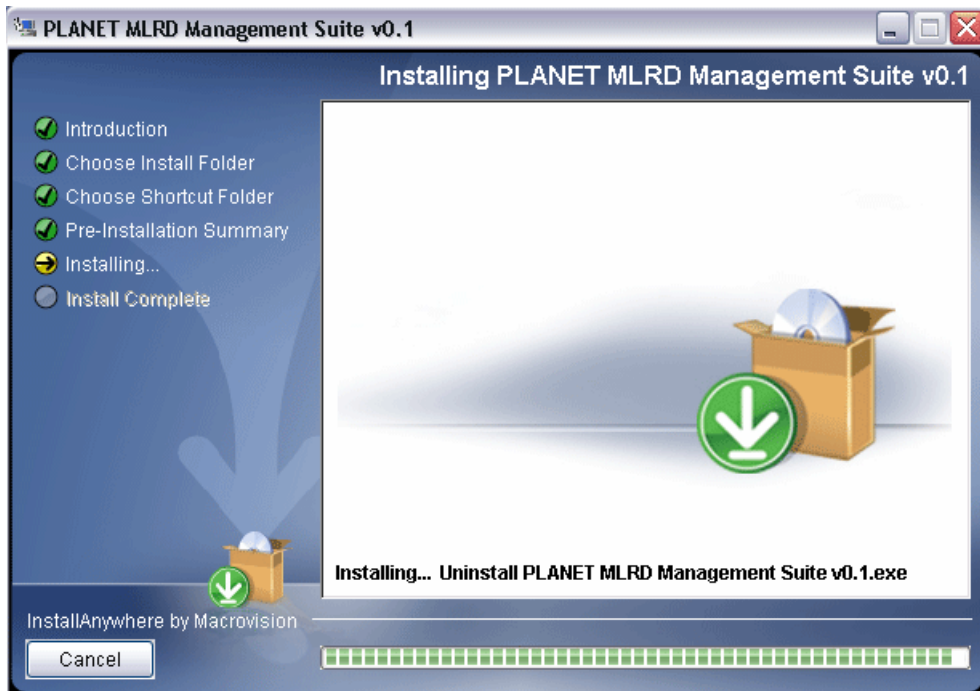 PLANET MLRD Management Suite v0.1
Installing PLANET MLRD Management Suite v0.1
Introduction
Choose Install Folder
Choose Shortcut Folder
Pre-Installation Summary
Installing...
Install Complete
Installing... Uninstall PLANET MLRD Management Suite v0.1.exe
InstallAnywhere by Macrovision
Cancel